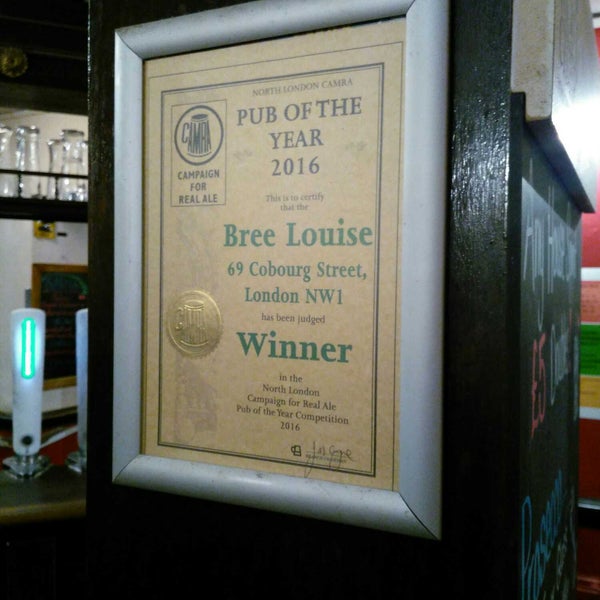 NORTH LONDON CAMRA
PUB OF THE
YEAR
2016
CAMRA
CAMPAIGN
FOR
REAL ALE
This is to certify
that the
Bree Louise
69 Cobourg Street,
London NW1
has been judged
Winner
in the
North London
Campaign for Real Ale
Pub of the Year Competition
2016
CAMRA
£5